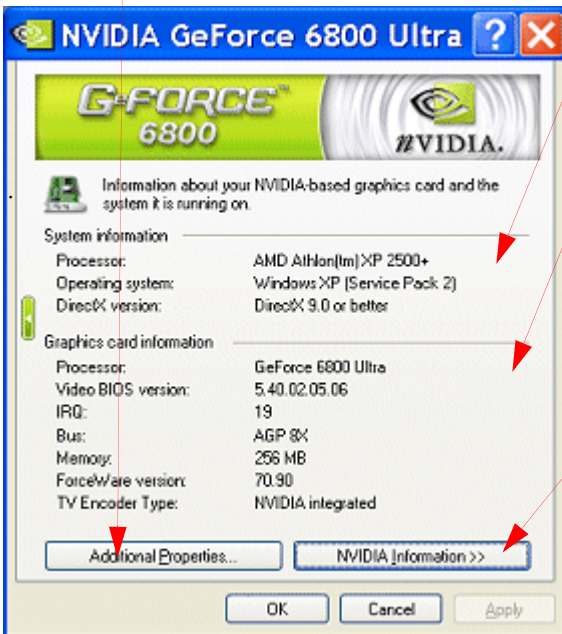 NVIDIA GeForce 6800 Ultra
G-FORCE™
6800
nVIDIA.
Information about your NVIDIA-based graphics card and the
system it is running on.
System information
Processor: AMD Athlon(tm) XP 2500+
Operating system: Windows XP (Service Pack 2)
DirectX version: DirectX 9.0 or better
Graphics card information
Processor: GeForce 6800 Ultra
Video BIOS version: 5.40.02.05.06
IRQ: 19
Bus: AGP 8X
Memory: 256 MB
ForceWare version: 70.90
TV Encoder Type: NVIDIA integrated
Additional Properties... NVIDIA Information >>
OK Cancel Apply